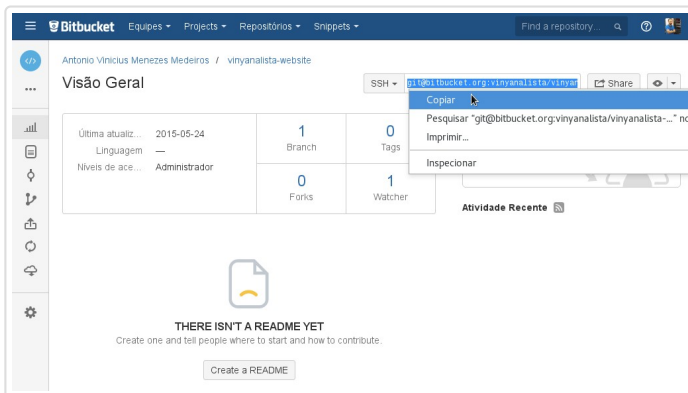 Bitbucket Equipes Projects Repositórios Snippets Find a repository...
Antonio Vinicius Menezes Medeiros / vinyanalista-website
Visão Geral
SSH git@bitbucket.org:vinyanalista/vinyan Share
Copiar
Pesquisar "git@bitbucket.org:vinyanalista/vinyanalista-..." no
Imprimir...
Inspecionar
Última atualiz... 2015-05-24
Linguagem —
Níveis de ace... Administrador
1
Branch
0
Tags
0
Forks
1
Watcher
Atividade Recente
THERE ISN'T A README YET
Create one and tell people where to start and how to contribute.
Create a README